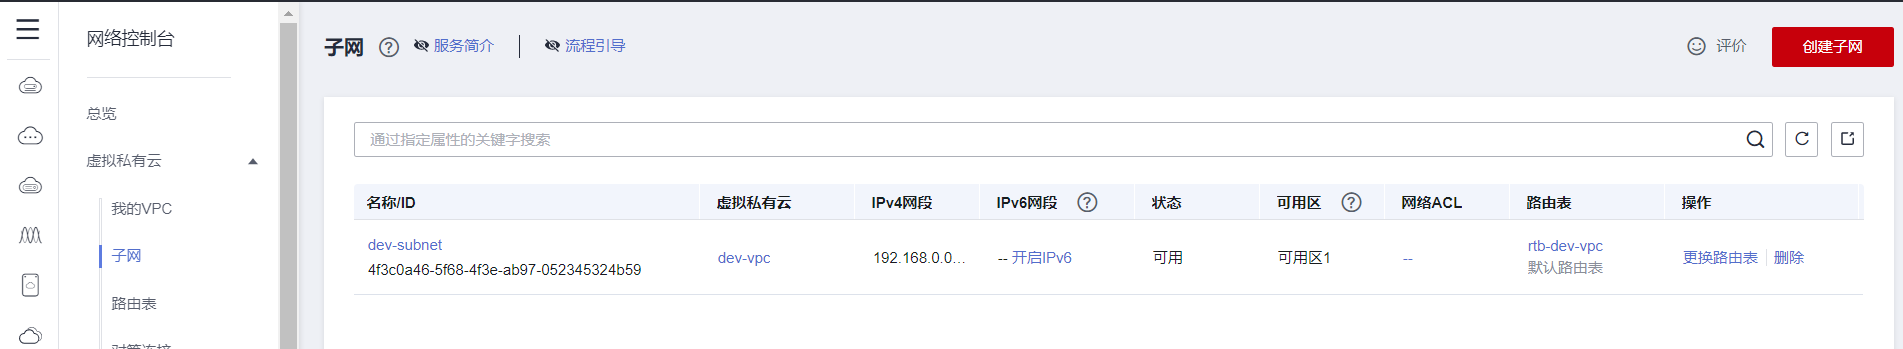 网络控制台
总览
虚拟私有云
我的VPC
子网
路由表
对等连接
子网 服务简介 流程引导 评价 创建子网
通过指定属性的关键字搜索
名称/ID 虚拟私有云 IPv4网段 IPv6网段 状态 可用区 网络ACL 路由表 操作
dev-subnet
4f3c0a46-5f68-4f3e-ab97-052345324b59
dev-vpc
192.168.0.0...
-- 开启IPv6
可用
可用区1
--
rtb-dev-vpc
默认路由表
更换路由表 删除